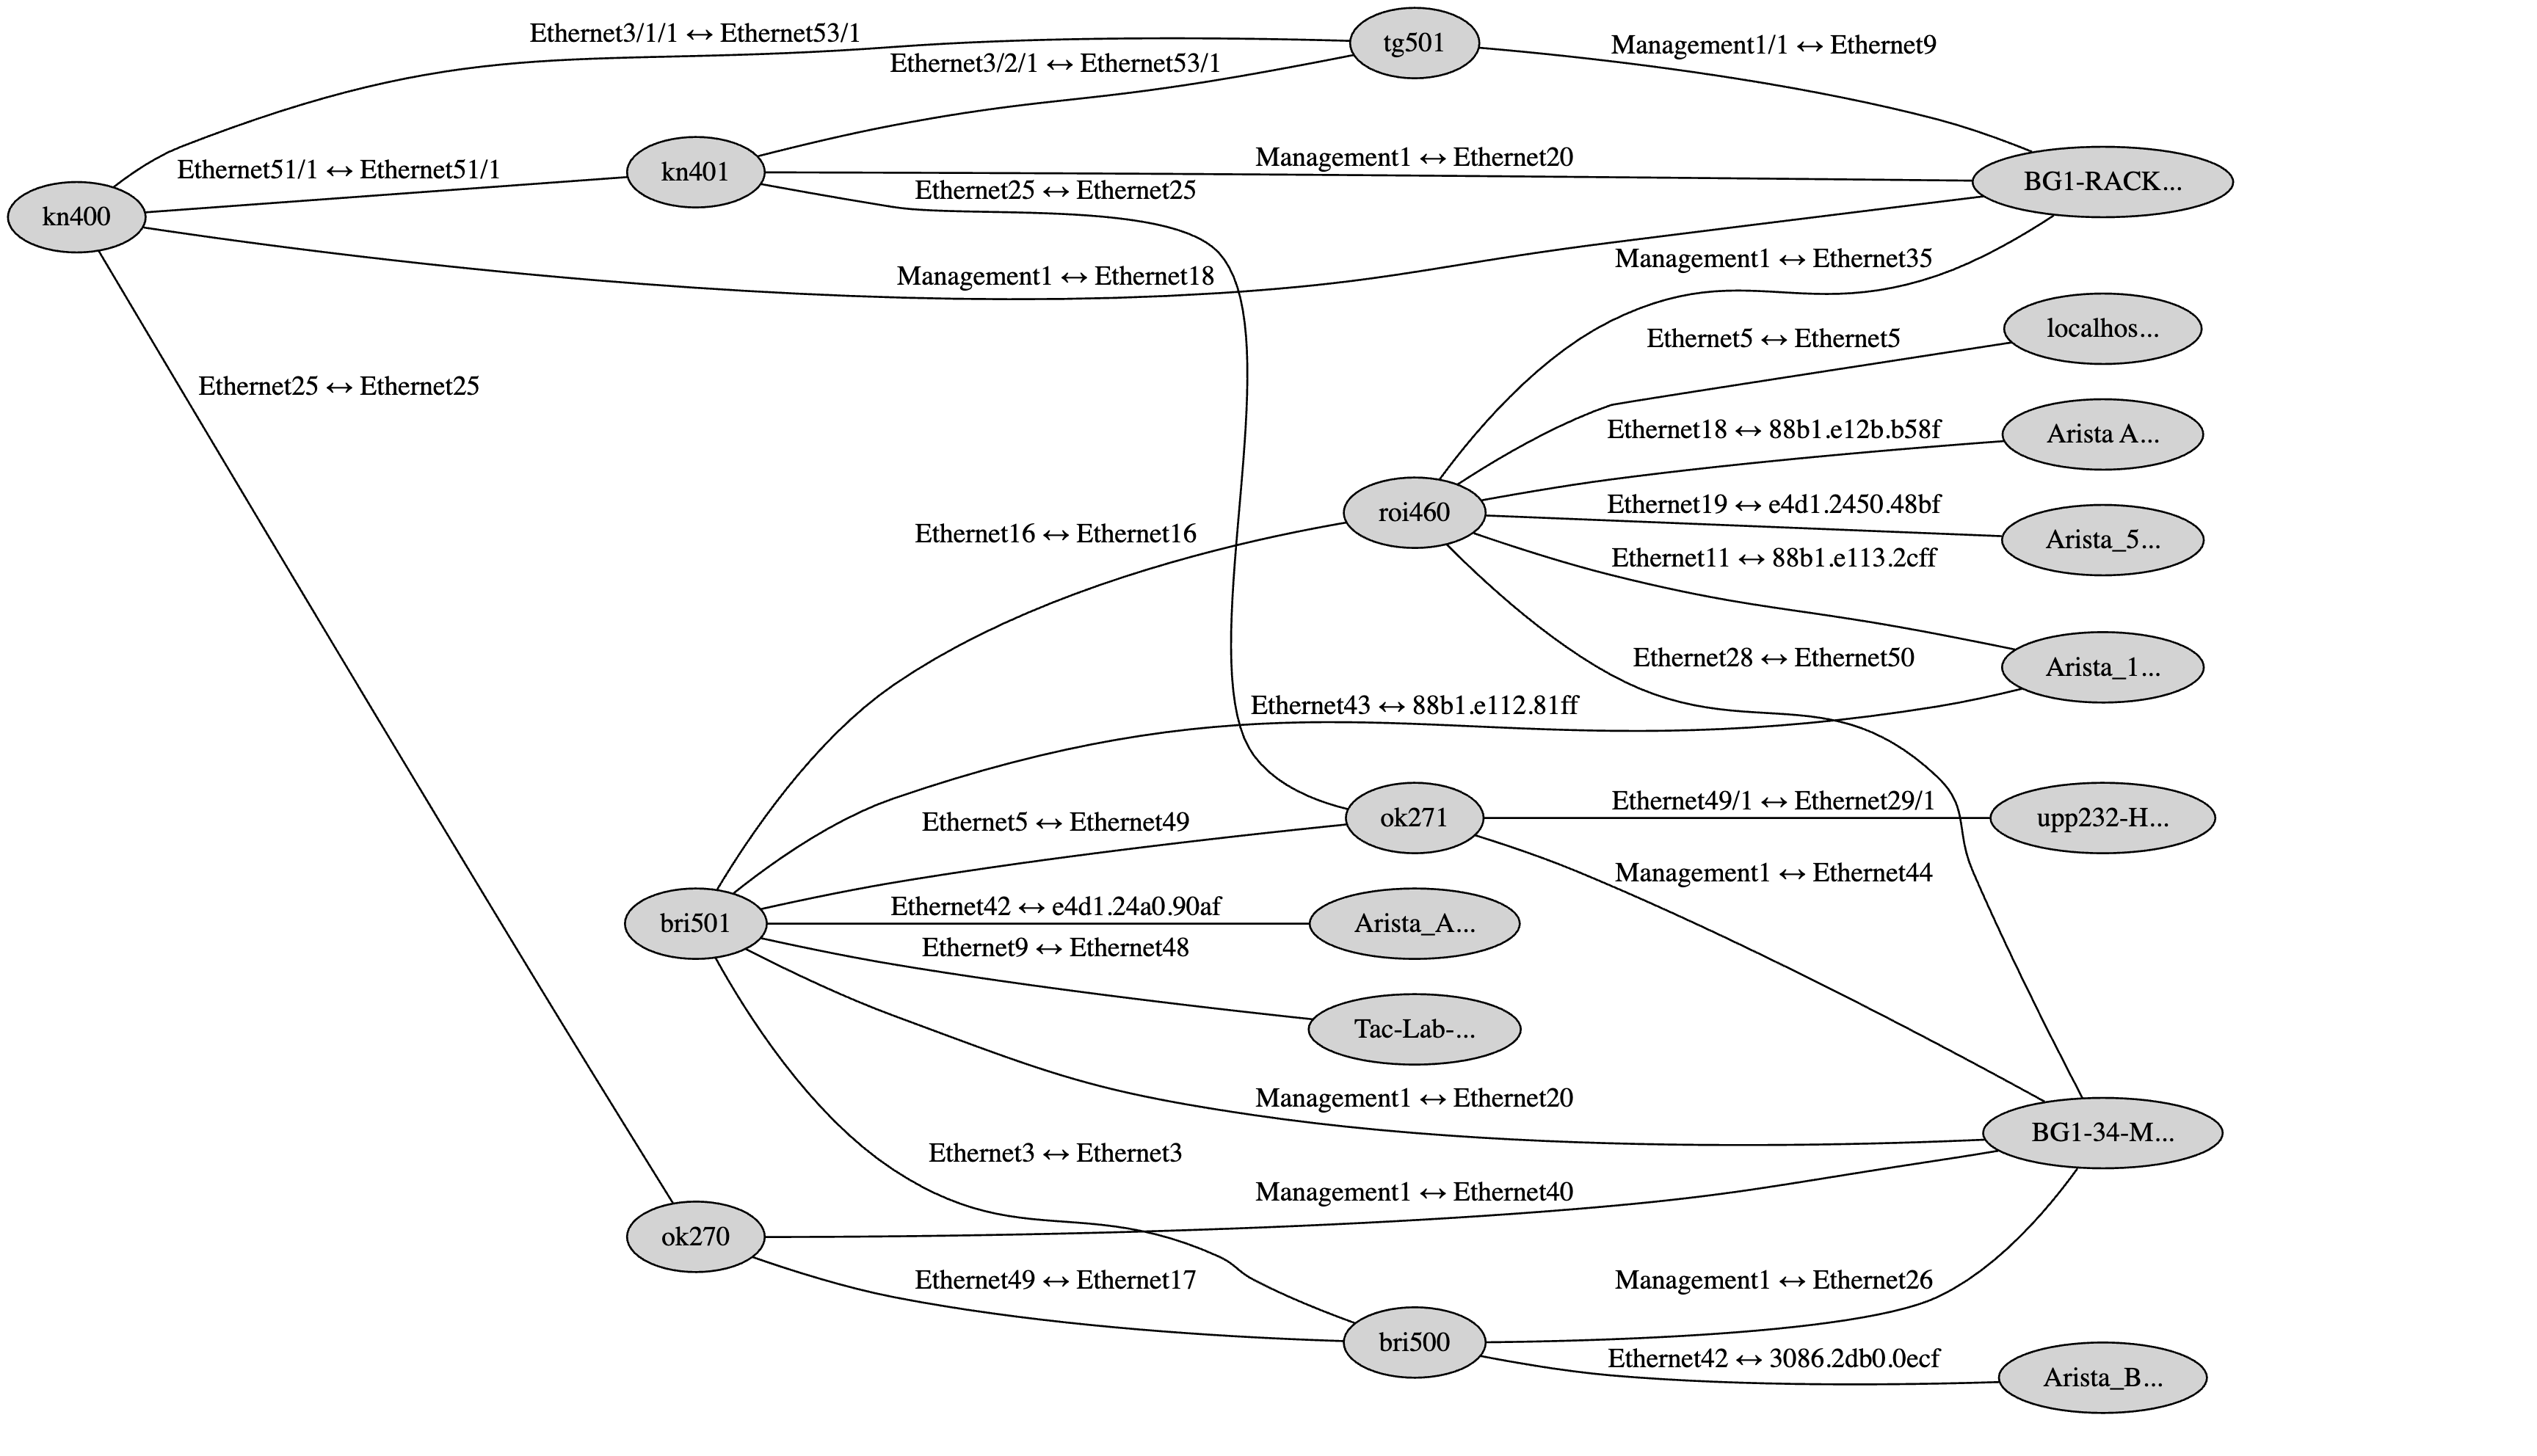 Ethernet3/1/1 ↔ Ethernet53/1
tg501
Management1/1 ↔ Ethernet9
Ethernet3/2/1 ↔ Ethernet53/1
Management1 ↔ Ethernet20
Ethernet51/1 ↔ Ethernet51/1
kn401
BG1-RACK...
Ethernet25 ↔ Ethernet25
kn400
Management1 ↔ Ethernet35
Management1 ↔ Ethernet18
localhos...
Ethernet5 ↔ Ethernet5
Ethernet25 ↔ Ethernet25
Ethernet18 ↔ 88b1.e12b.b58f
Arista A...
Ethernet19 ↔ e4d1.2450.48bf
roi460
Ethernet16 ↔ Ethernet16
Arista_5...
Ethernet11 ↔ 88b1.e113.2cff
Ethernet28 ↔ Ethernet50
Arista_1...
Ethernet43 ↔ 88b1.e112.81ff
Ethernet49/1 ↔ Ethernet29/1
Ethernet5 ↔ Ethernet49
ok271
upp232-H...
Management1 ↔ Ethernet44
Ethernet42 ↔ e4d1.24a0.90af
bri501
Arista_A...
Ethernet9 ↔ Ethernet48
Tac-Lab-...
Management1 ↔ Ethernet20
BG1-34-M...
Ethernet3 ↔ Ethernet3
Management1 ↔ Ethernet40
ok270
Ethernet49 ↔ Ethernet17
Management1 ↔ Ethernet26
bri500
Ethernet42 ↔ 3086.2db0.0ecf
Arista_B...